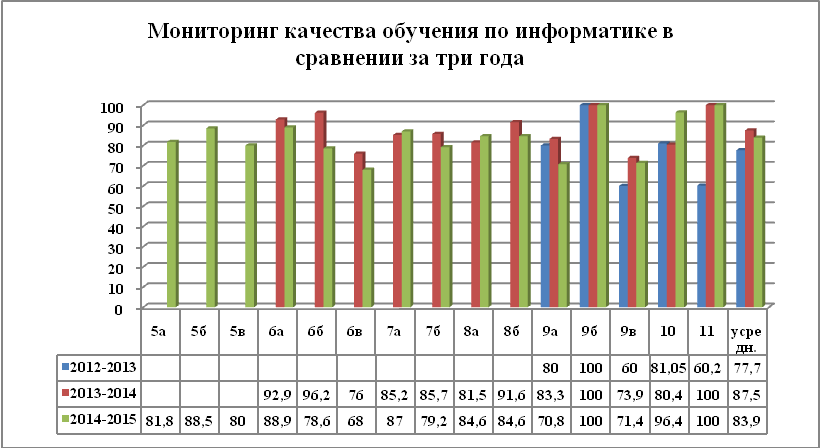 Мониторинг качества обучения по информатике в
сравнении за три года
100
90
80
70
60
50
40
30
20
10
0
5а 5б 5в 6а 6б 6в 7а 7б 8а 8б 9а 9б 9в 10 11 усре
дн.
2012-2013 80 100 60 81,05 60,2 77,7
2013-2014 92,9 96,2 76 85,2 85,7 81,5 91,6 83,3 100 73,9 80,4 100 87,5
2014-2015 81,8 88,5 80 88,9 78,6 68 87 79,2 84,6 84,6 70,8 100 71,4 96,4 100 83,9